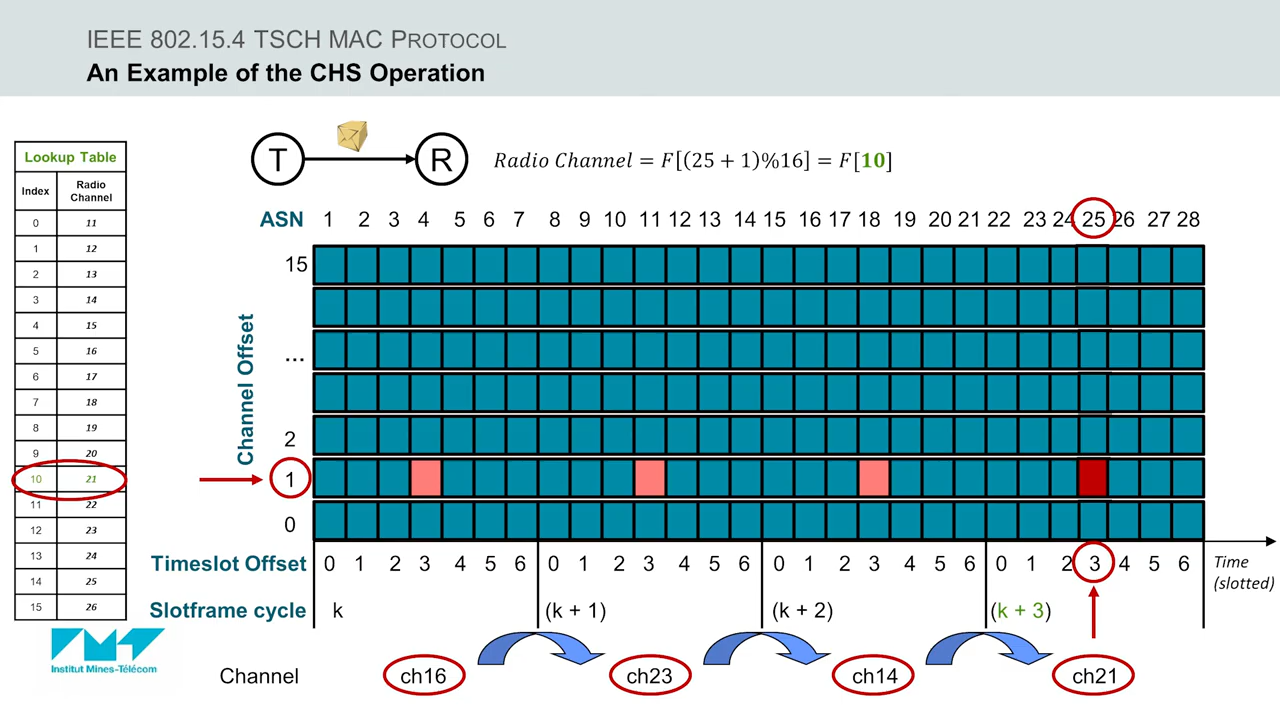 IEEE 802.15.4 TSCH MAC PROTOCOL
An Example of the CHS Operation
Lookup Table
Index Radio Channel
0 11
1 12
2 13
3 14
4 15
5 16
6 17
7 18
8 19
9 20
10 21
11 22
12 23
13 24
14 25
15 26
T R
Radio Channel = F[(25 + 1)%16] = F[10]
ASN 1 2 3 4 5 6 7 8 9 10 11 12 13 14 15 16 17 18 19 20 21 22 23 24 25 26 27 28
Channel Offset
15
...
2
1
0
Timeslot Offset 0 1 2 3 4 5 6 0 1 2 3 4 5 6 0 1 2 3 4 5 6 0 1 2 3 4 5 6
Time
(slotted)
Slotframe cycle k (k + 1) (k + 2) (k + 3)
Channel ch16 ch23 ch14 ch21
Institut Mines-Télécom